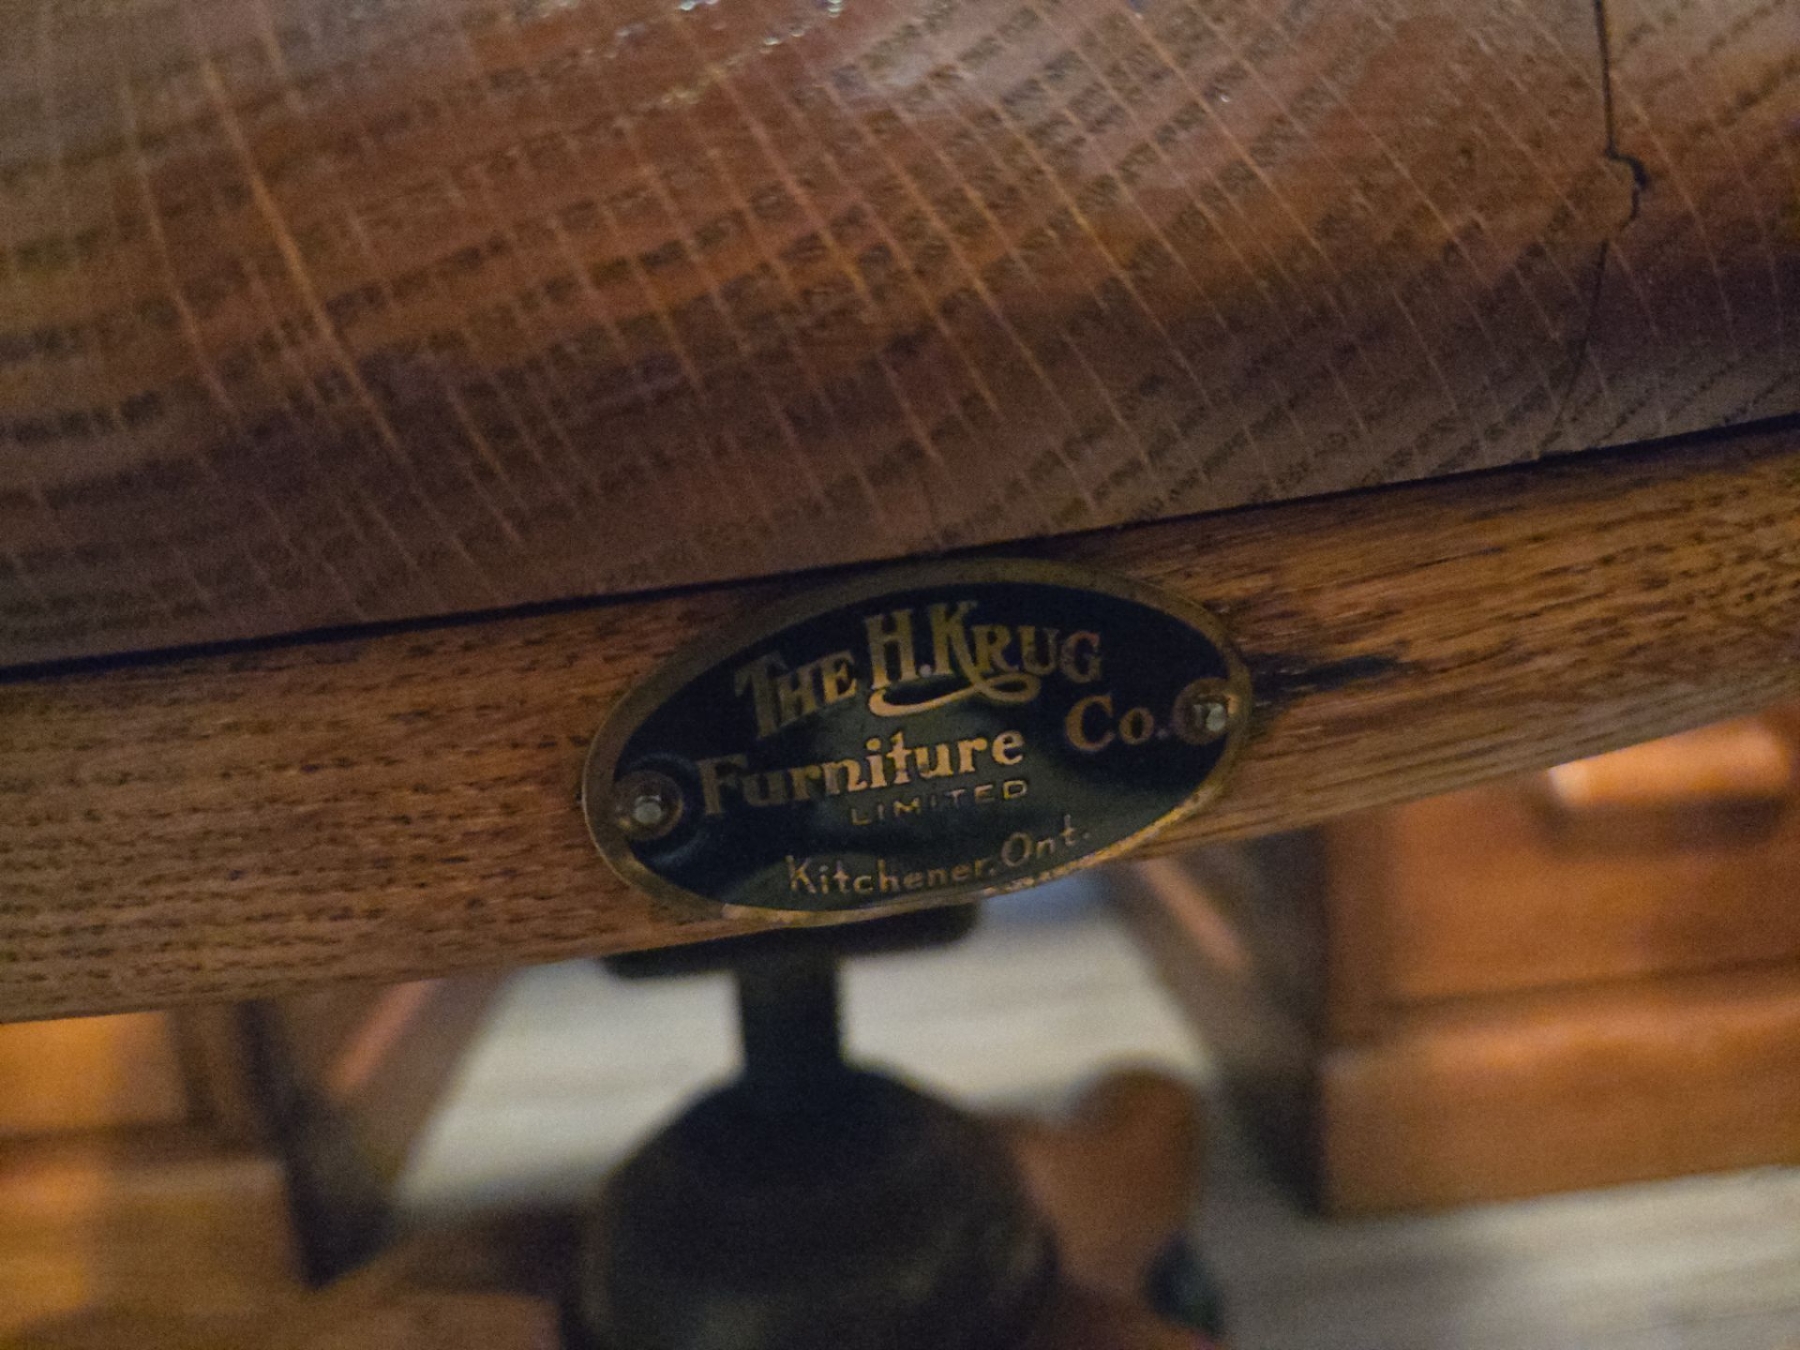 THE H. KRUG
Furniture Co.
LIMITED
Kitchener, Ont.